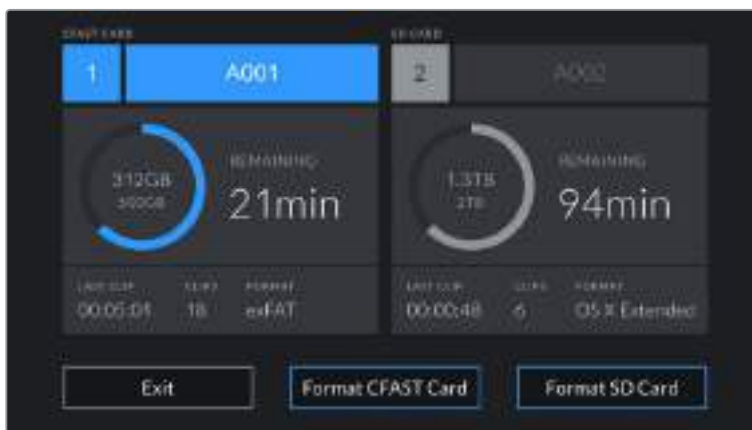 CFAST CARD
1 A001
312GB
REMAINING
21min
LAST CLIP CLIPS FORMAT
00:05:01 18 exFAT
SD CARD
2 A002
1.3TB
2TB
REMAINING
94min
LAST CLIP CLIPS FORMAT
00:00:48 6 OS X Extended
Exit
Format CFAST Card
Format SD Card